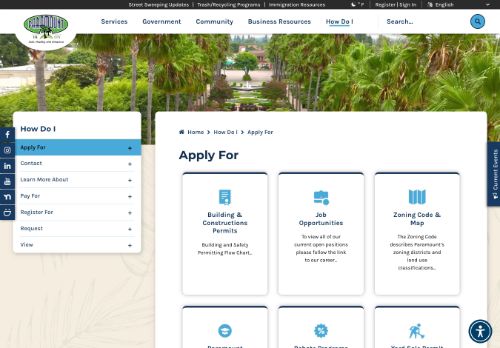 Street Sweeping Updates | Trash/Recycling Programs | Immigration Resources
°F
Register | Sign In
English
PARAMOUNT
Services
Government
Community
Business Resources
How Do I
Search...
How Do I
Apply For +
Contact +
Learn More About +
Pay For +
Register For +
Request +
View +
Home > How Do I > Apply For
Apply For
Building &
Constructions
Permits
Building and Safety
Permitting Flow Chart...
Job
Opportunities
To view all of our
current open positions
please follow the link
to our career...
Zoning Code &
Map
The Zoning Code
describes Paramount's
zoning districts and
land use
classifications...
Current Events
Paramount
Rebate Programs
Yard Sale Permit